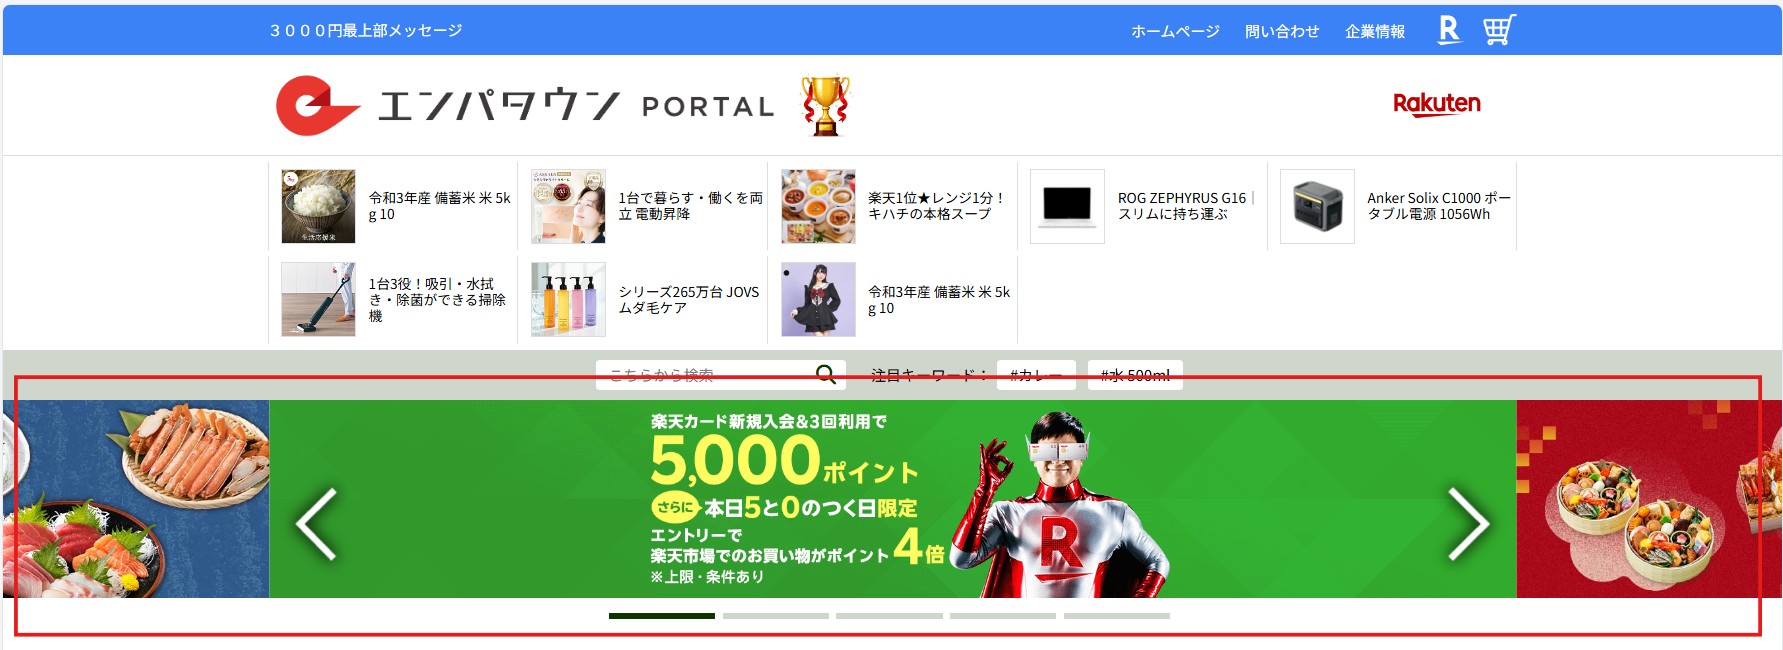 ３０００円最上部メッセージ
ホームページ
問い合わせ
企業情報
R
エンパタウン PORTAL
Rakuten
令和3年産 備蓄米 米 5k
g 10
1台で暮らす・働くを両
立 電動昇降
楽天1位★レンジ1分！
キハチの本格スープ
ROG ZEPHYRUS G16｜
スリムに持ち運ぶ
Anker Solix C1000 ポー
タブル電源 1056Wh
生活応援米
1台3役！吸引・水拭
き・除菌ができる掃除
機
シリーズ265万台 JOVS
ムダ毛ケア
令和3年産 備蓄米 米 5k
g 10
こちらから検索
注目キーワード：
#カレー
#水 500ml
楽天カード新規入会&3回利用で
5,000ポイント
さらに 本日5と0のつく日限定
エントリーで
楽天市場でのお買い物がポイント4倍
※上限・条件あり
R